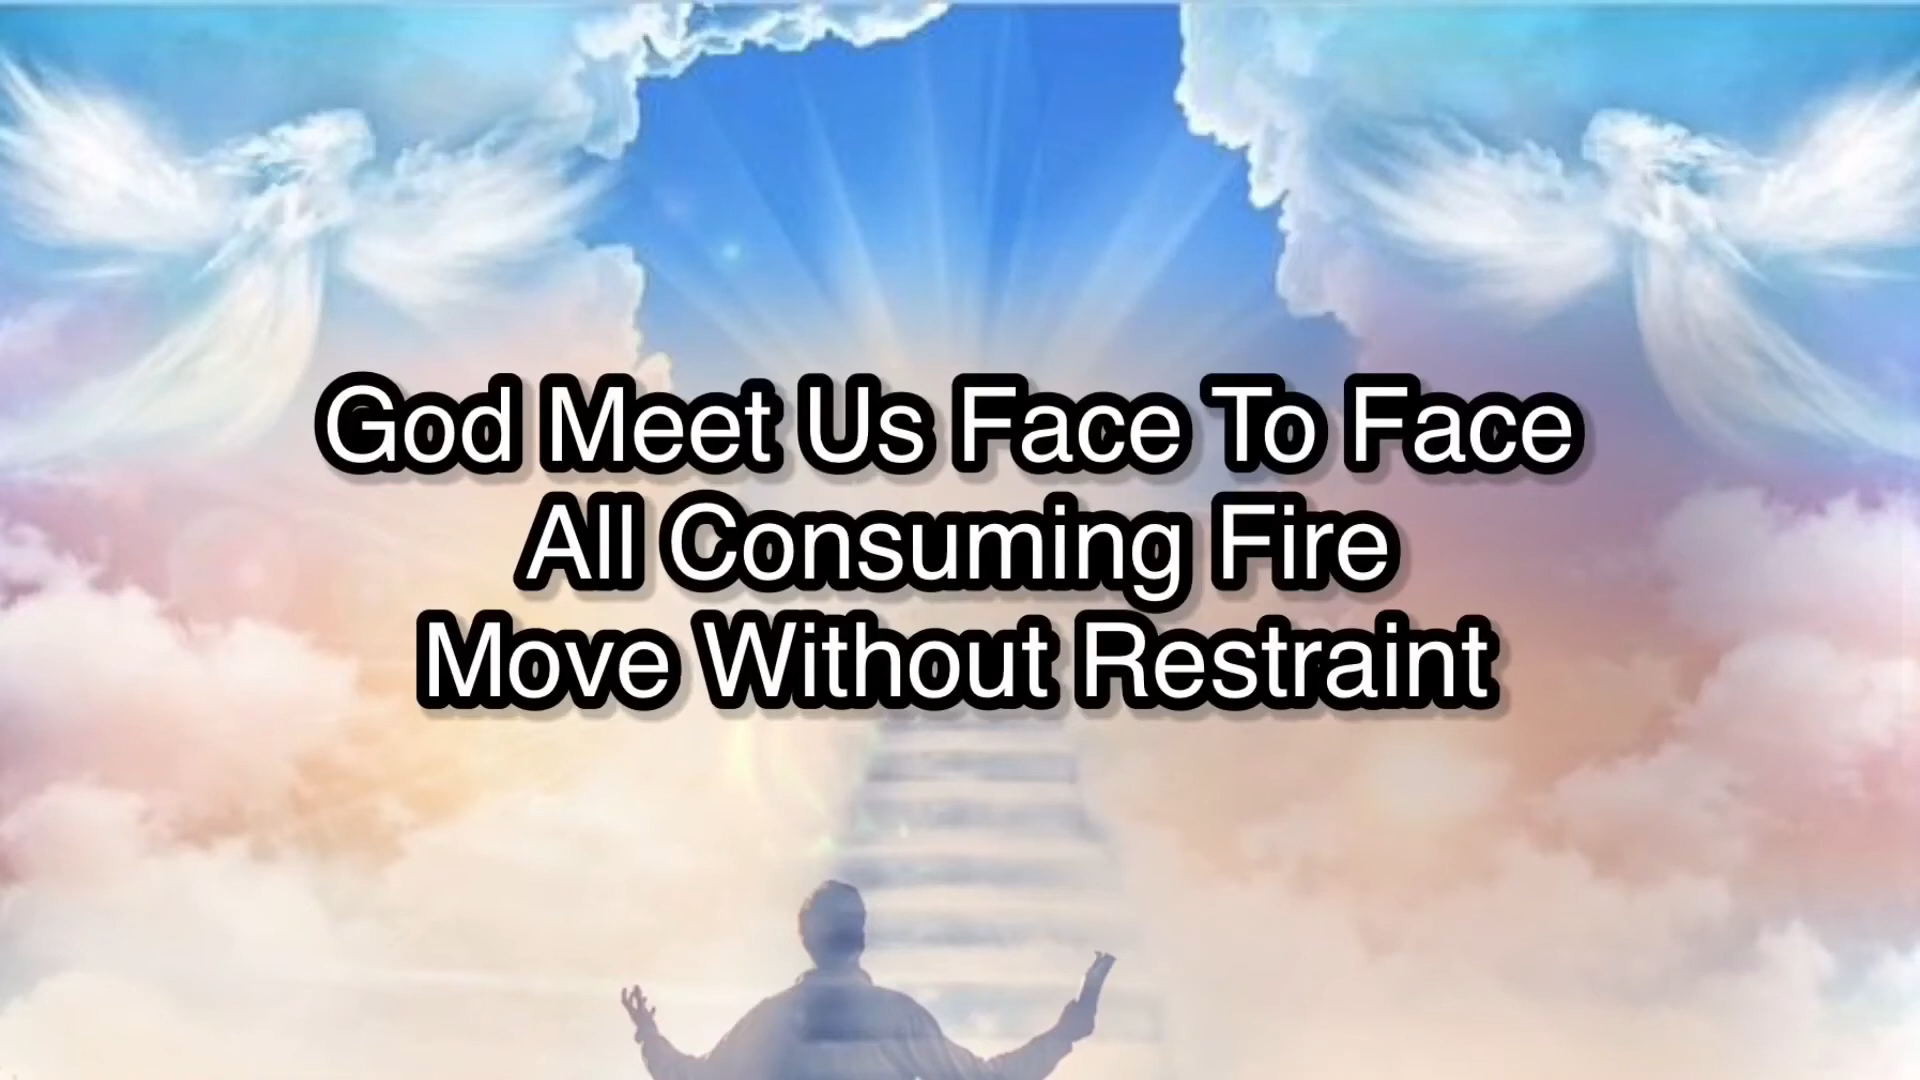 God Meet Us Face To Face
All Consuming Fire
Move Without Restraint